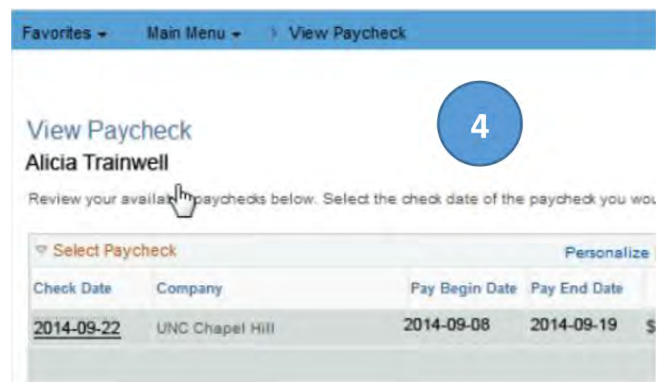 Favorites Main Menu View Paycheck
4
View Paycheck
Alicia Trainwell
Review your paychecks below. Select the check date of the paycheck you
Select Paycheck Personalize
Check Date Company Pay Begin Date Pay End Date
2014-09-22 UNC Chapel Hill 2014-09-08 2014-09-19 $